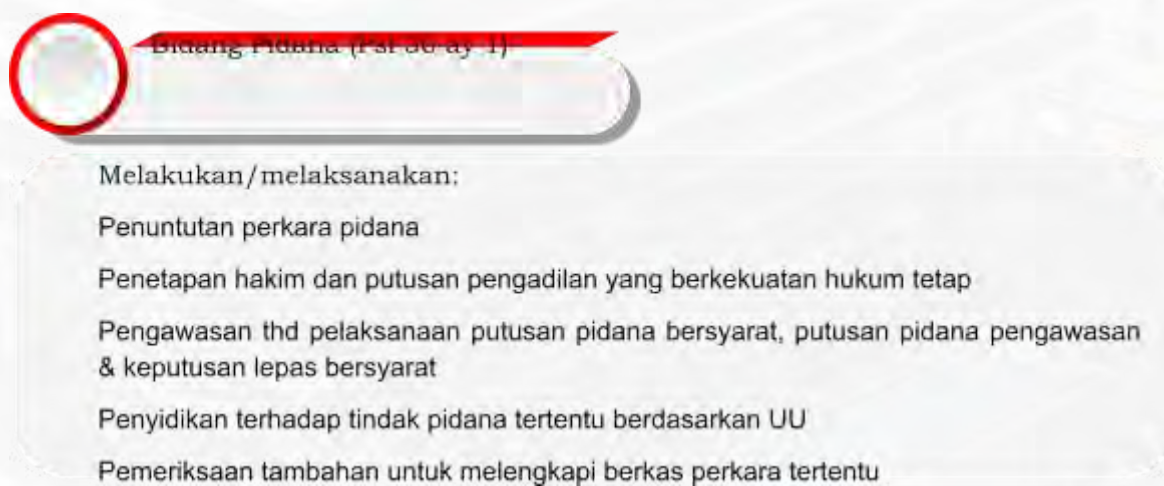 Bidang Pidana (Psl 30 ay 1)
Melakukan/melaksanakan:
Penuntutan perkara pidana
Penetapan hakim dan putusan pengadilan yang berkekuatan hukum tetap
Pengawasan thd pelaksanaan putusan pidana bersyarat, putusan pidana pengawasan
& keputusan lepas bersyarat
Penyidikan terhadap tindak pidana tertentu berdasarkan UU
Pemeriksaan tambahan untuk melengkapi berkas perkara tertentu